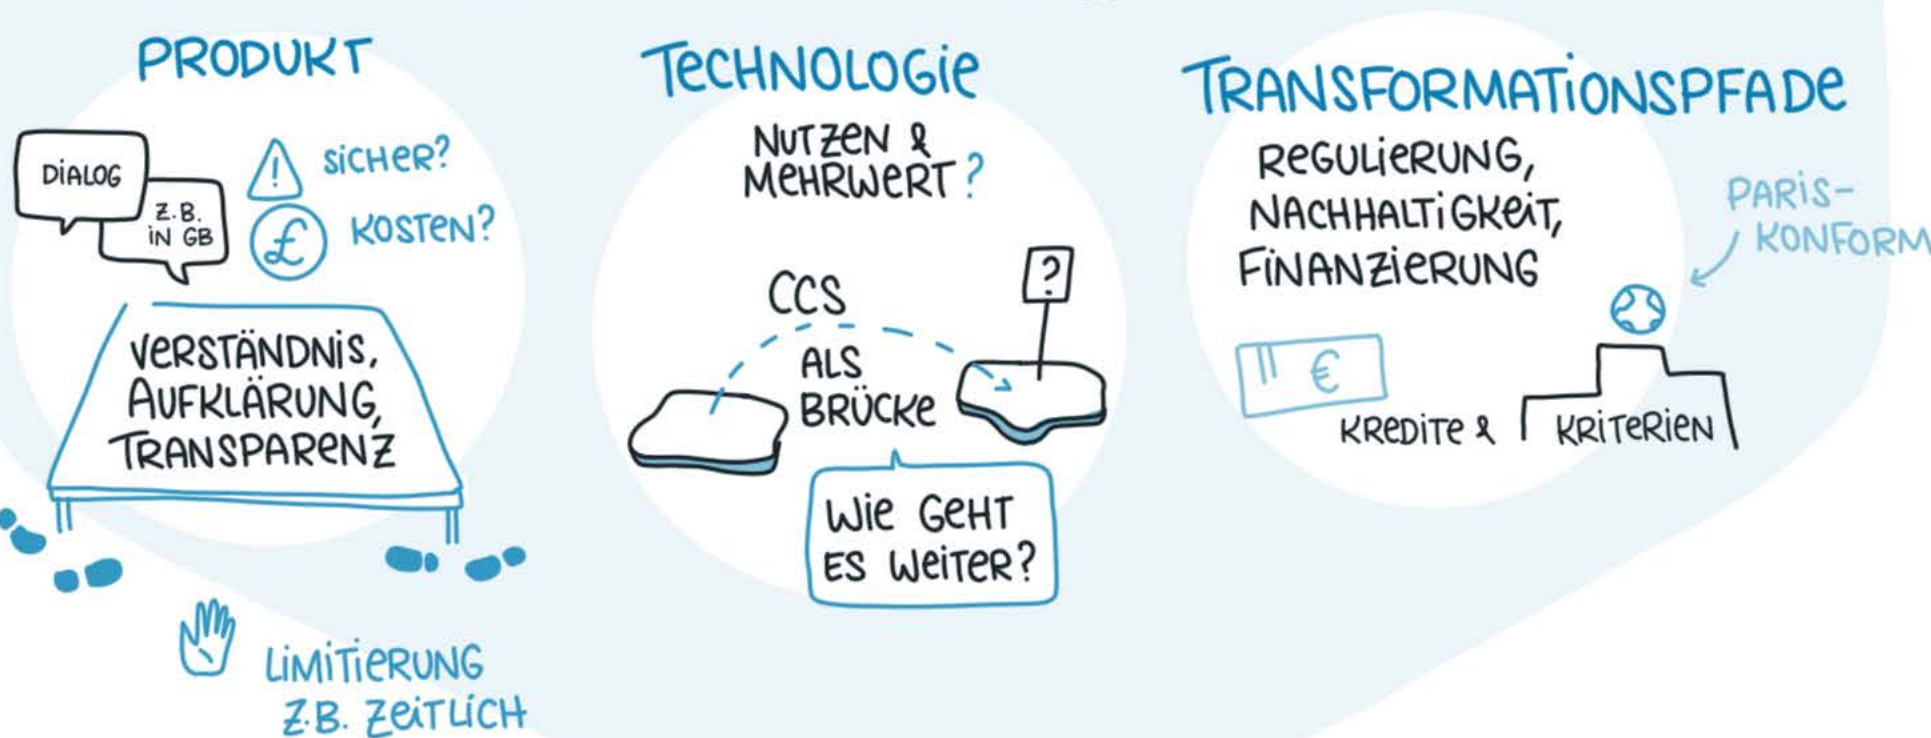 PRODUKT
DIALOG
Z.B.
IN GB
!
SICHER?
£
KOSTEN?
VERSTÄNDNIS,
AUFKLÄRUNG,
TRANSPARENZ
LIMITIERUNG
Z.B. ZEITLICH
TECHNOLOGIE
NUTZEN &
MEHRWERT?
CCS
ALS
BRÜCKE
?
WIE GEHT
ES WEITER?
TRANSFORMATIONSPFADE
REGULIERUNG,
NACHHALTIGKEIT,
FINANZIERUNG
PARIS-
KONFORM
€
KREDITE &
KRITERIEN